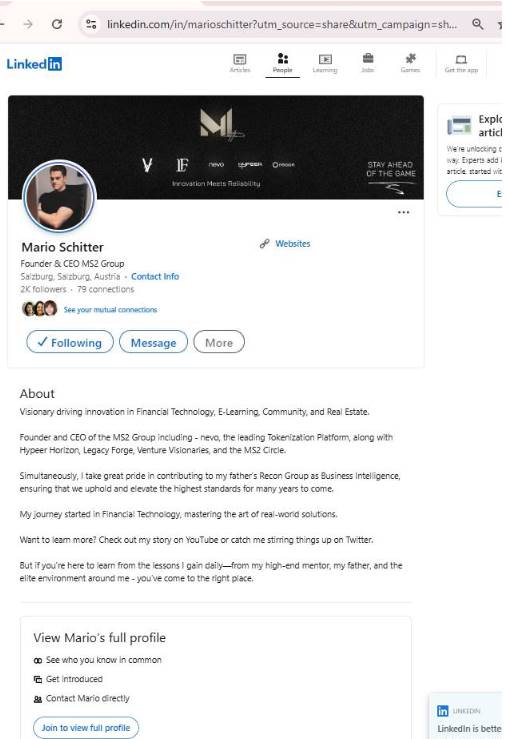 linkedin.com/in/marioschitter?utm_source=share&utm_campaign=sh...
Linkedin
Articles
People
Learning
Jobs
Games
Get the app
nevo
HYPEER
RECON
Innovation Meets Reliability
STAY AHEAD
OF THE GAME
Mario Schitter
Founder & CEO MS2 Group
Salzburg, Salzburg, Austria · Contact Info
2K followers · 79 connections
See your mutual connections
Websites
✓ Following
Message
More
About
Visionary driving innovation in Financial Technology, E-Learning, Community, and Real Estate.
Founder and CEO of the MS2 Group including - nevo, the leading Tokenization Platform, along with
Hypeer Horizon, Legacy Forge, Venture Visionaries, and the MS2 Circle.
Simultaneously, I take great pride in contributing to my father's Recon Group as Business Intelligence,
ensuring that we uphold and elevate the highest standards for many years to come.
My journey started in Financial Technology, mastering the art of real-world solutions.
Want to learn more? Check out my story on YouTube or catch me stirring things up on Twitter.
But if you're here to learn from the lessons I gain daily—from my high-end mentor, my father, and the
elite environment around me - you've come to the right place.
View Mario's full profile
See who you know in common
Get introduced
Contact Mario directly
Join to view full profile
Explo
articl
We're unlocking c
way. Experts add i
article, started wit
E
LINKEDIN
LinkedIn is bette